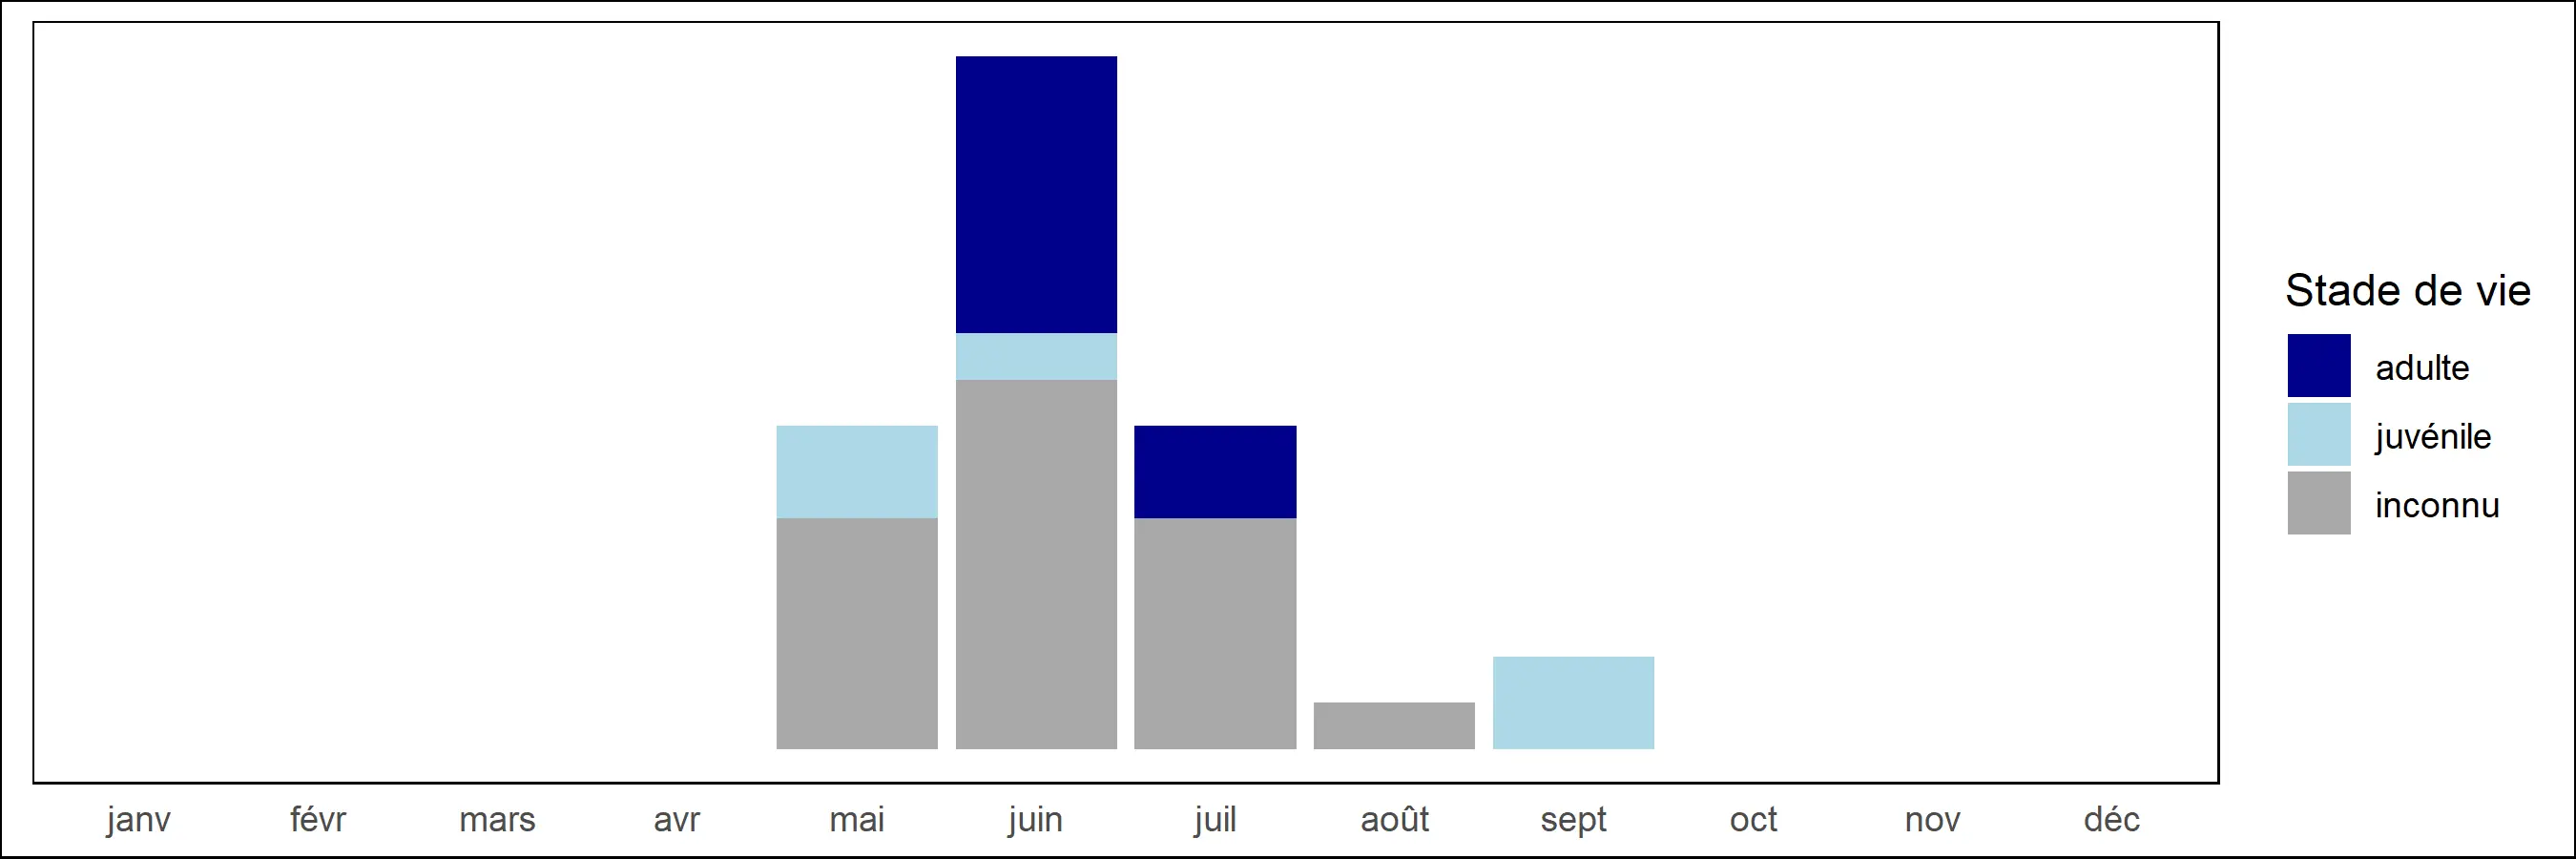 Stade de vie
adulte
juvénile
inconnu
janv févr mars avr mai juin juil août sept oct nov déc